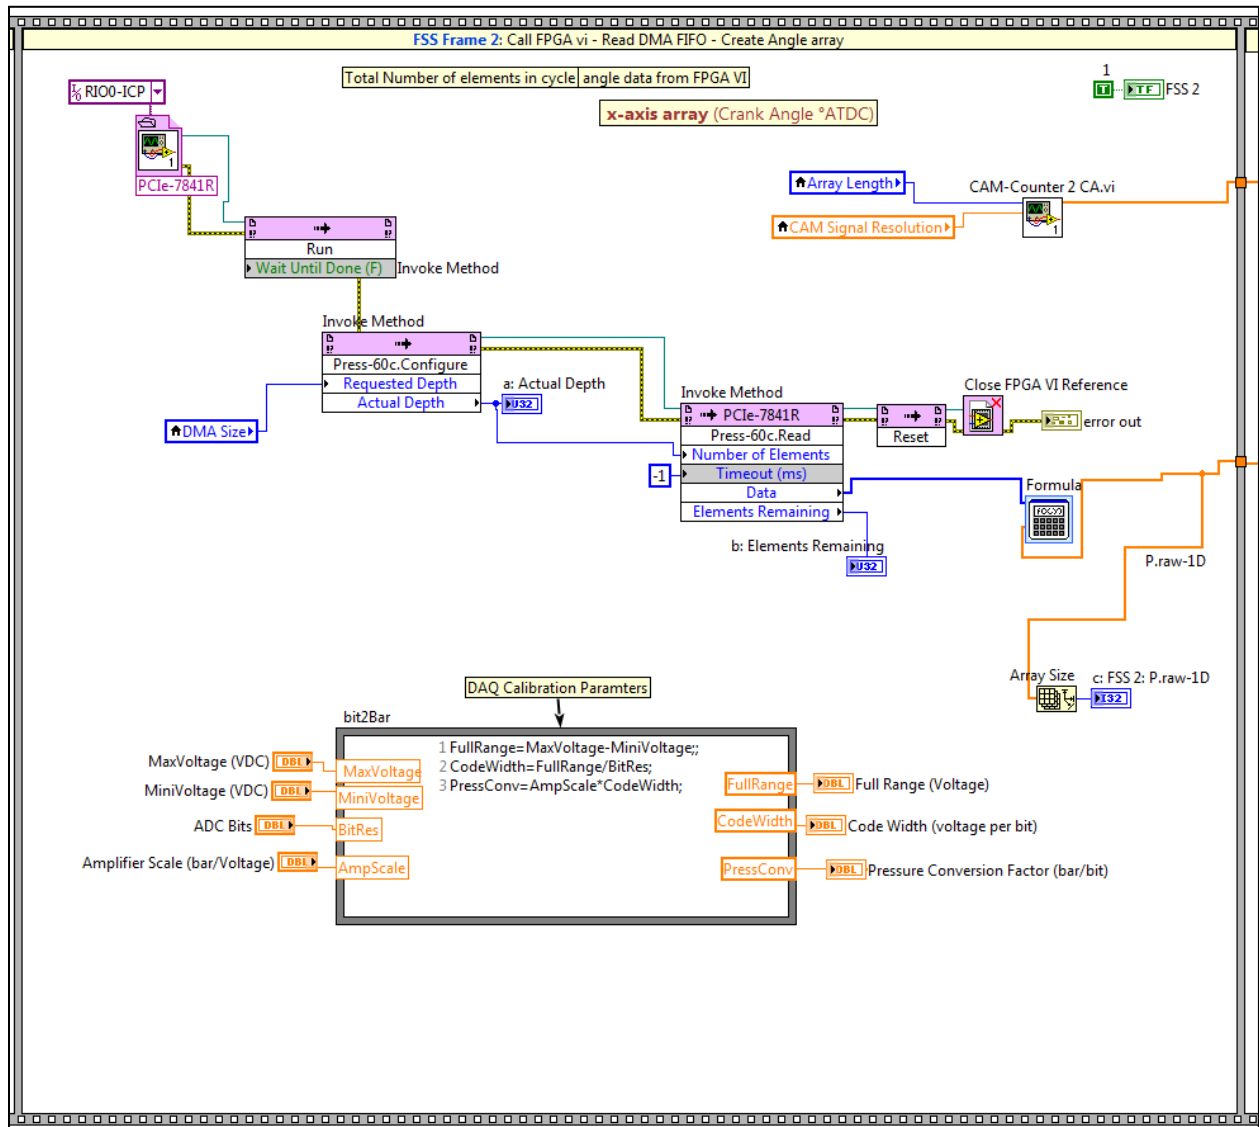 FSS Frame 2: Call FPGA vi - Read DMA FIFO - Create Angle array
Total Number of elements in cycle angle data from FPGA VI
1
RIO0-ICP
T
TF
FSS 2
x-axis array (Crank Angle °ATDC)
1
PCIe-7841R
Array Length
CAM-Counter 2 CA.vi
CAM Signal Resolution
1
Run
Wait Until Done (F)
Invoke Method
Invoke Method
Press-60c.Configure
Requested Depth
Actual Depth
a: Actual Depth
U32
DMA Size
Invoke Method
PCIe-7841R
Press-60c.Read
Number of Elements
-1
Timeout (ms)
Data
Elements Remaining
Reset
Close FPGA VI Reference
error out
Formula
b: Elements Remaining
U32
P.raw-1D
Array Size
c: FSS 2: P.raw-1D
I32
DAQ Calibration Paramters
bit2Bar
1 FullRange=MaxVoltage-MiniVoltage;;
2 CodeWidth=FullRange/BitRes;
3 PressConv=AmpScale*CodeWidth;
MaxVoltage (VDC)
DBL
MaxVoltage
MiniVoltage (VDC)
DBL
MiniVoltage
ADC Bits
DBL
BitRes
Amplifier Scale (bar/Voltage)
DBL
AmpScale
FullRange
DBL
Full Range (Voltage)
CodeWidth
DBL
Code Width (voltage per bit)
PressConv
DBL
Pressure Conversion Factor (bar/bit)